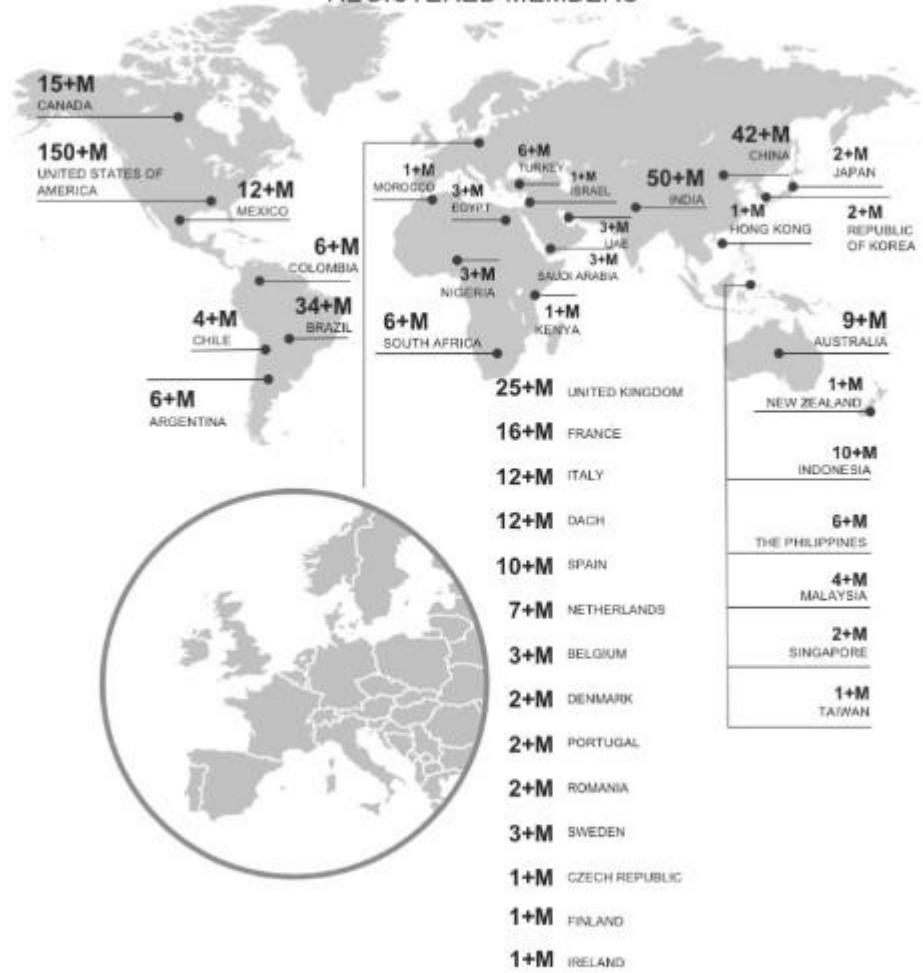 REGISTERED MEMBERS
15+M
CANADA
150+M
UNITED STATES OF
AMERICA
12+M
MEXICO
6+M
COLOMBIA
4+M
CHILE
34+M
BRAZIL
6+M
ARGENTINA
1+M
MOROCCO
6+M
TURKEY
3+M
EGYPT
1+M
ISRAEL
3+M
UAE
3+M
SAUDI ARABIA
3+M
NIGERIA
1+M
KENYA
6+M
SOUTH AFRICA
50+M
INDIA
42+M
CHINA
2+M
JAPAN
1+M
HONG KONG
2+M
REPUBLIC
OF KOREA
9+M
AUSTRALIA
1+M
NEW ZEALAND
10+M
INDONESIA
6+M
THE PHILIPPINES
4+M
MALAYSIA
2+M
SINGAPORE
1+M
TAIWAN
25+M UNITED KINGDOM
16+M FRANCE
12+M ITALY
12+M DACH
10+M SPAIN
7+M NETHERLANDS
3+M BELGIUM
2+M DENMARK
2+M PORTUGAL
2+M ROMANIA
3+M SWEDEN
1+M CZECH REPUBLIC
1+M FINLAND
1+M IRELAND